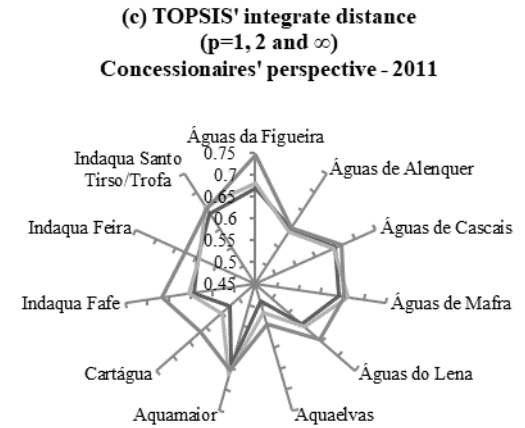 (c) TOPSIS' integrate distance
(p=1, 2 and ∞)
Concessionaires' perspective - 2011
Águas da Figueira
0.75
0.7
0.65
0.6
0.55
0.5
0.45
Indaqua Santo
Tirso/Trofa
Águas de Alenquer
Indaqua Feira
Águas de Cascais
Indaqua Fafe
Águas de Mafra
Cartágua
Águas do Lena
Aquamaior
Aquaelvas